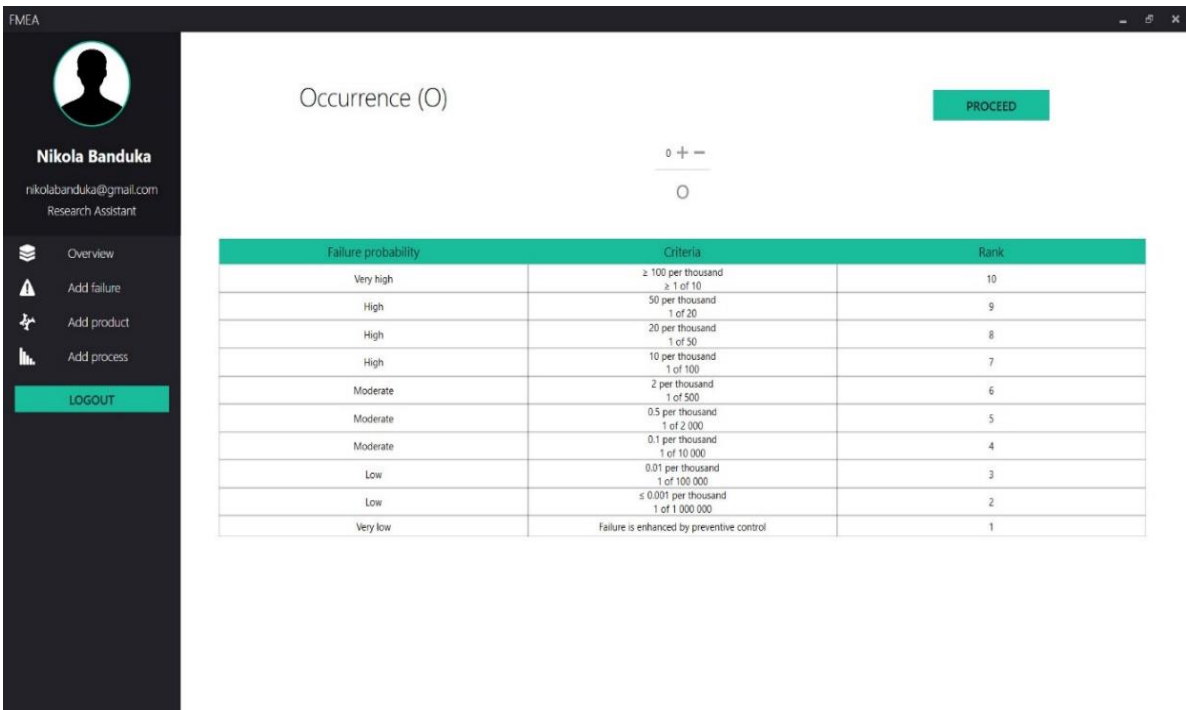 FMEA
Nikola Banduka
nikolabanduka@gmail.com
Research Assistant
Overview
Add failure
Add product
Add process
LOGOUT
Occurrence (O)
PROCEED
0 + −
O
Failure probability Criteria Rank
Very high ≥ 100 per thousand 10
≥ 1 of 10
High 50 per thousand 9
1 of 20
High 20 per thousand 8
1 of 50
High 10 per thousand 7
1 of 100
Moderate 2 per thousand 6
1 of 500
Moderate 0.5 per thousand 5
1 of 2 000
Moderate 0.1 per thousand 4
1 of 10 000
Low 0.01 per thousand 3
1 of 100 000
Low ≤ 0.001 per thousand 2
1 of 1 000 000
Very low Failure is enhanced by preventive control 1